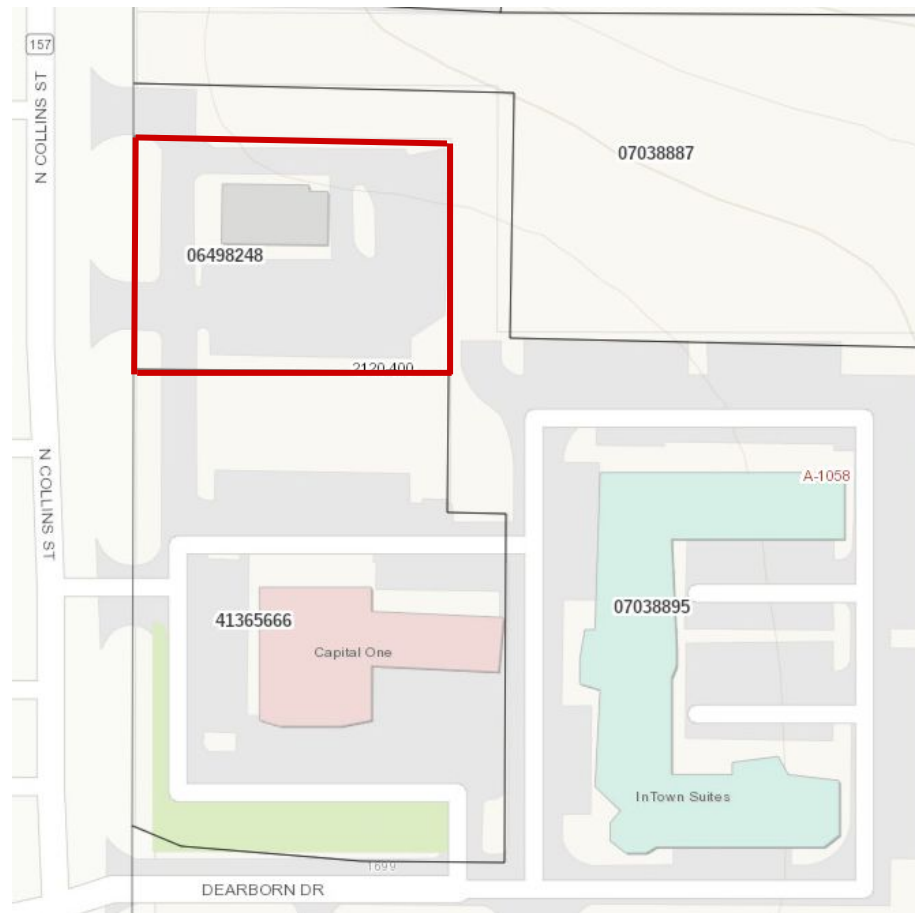 157
N COLLINS ST
07038887
06498248
2120-400
N COLLINS ST
A-1058
07038895
41365666
Capital One
InTown Suites
1699
DEARBORN DR